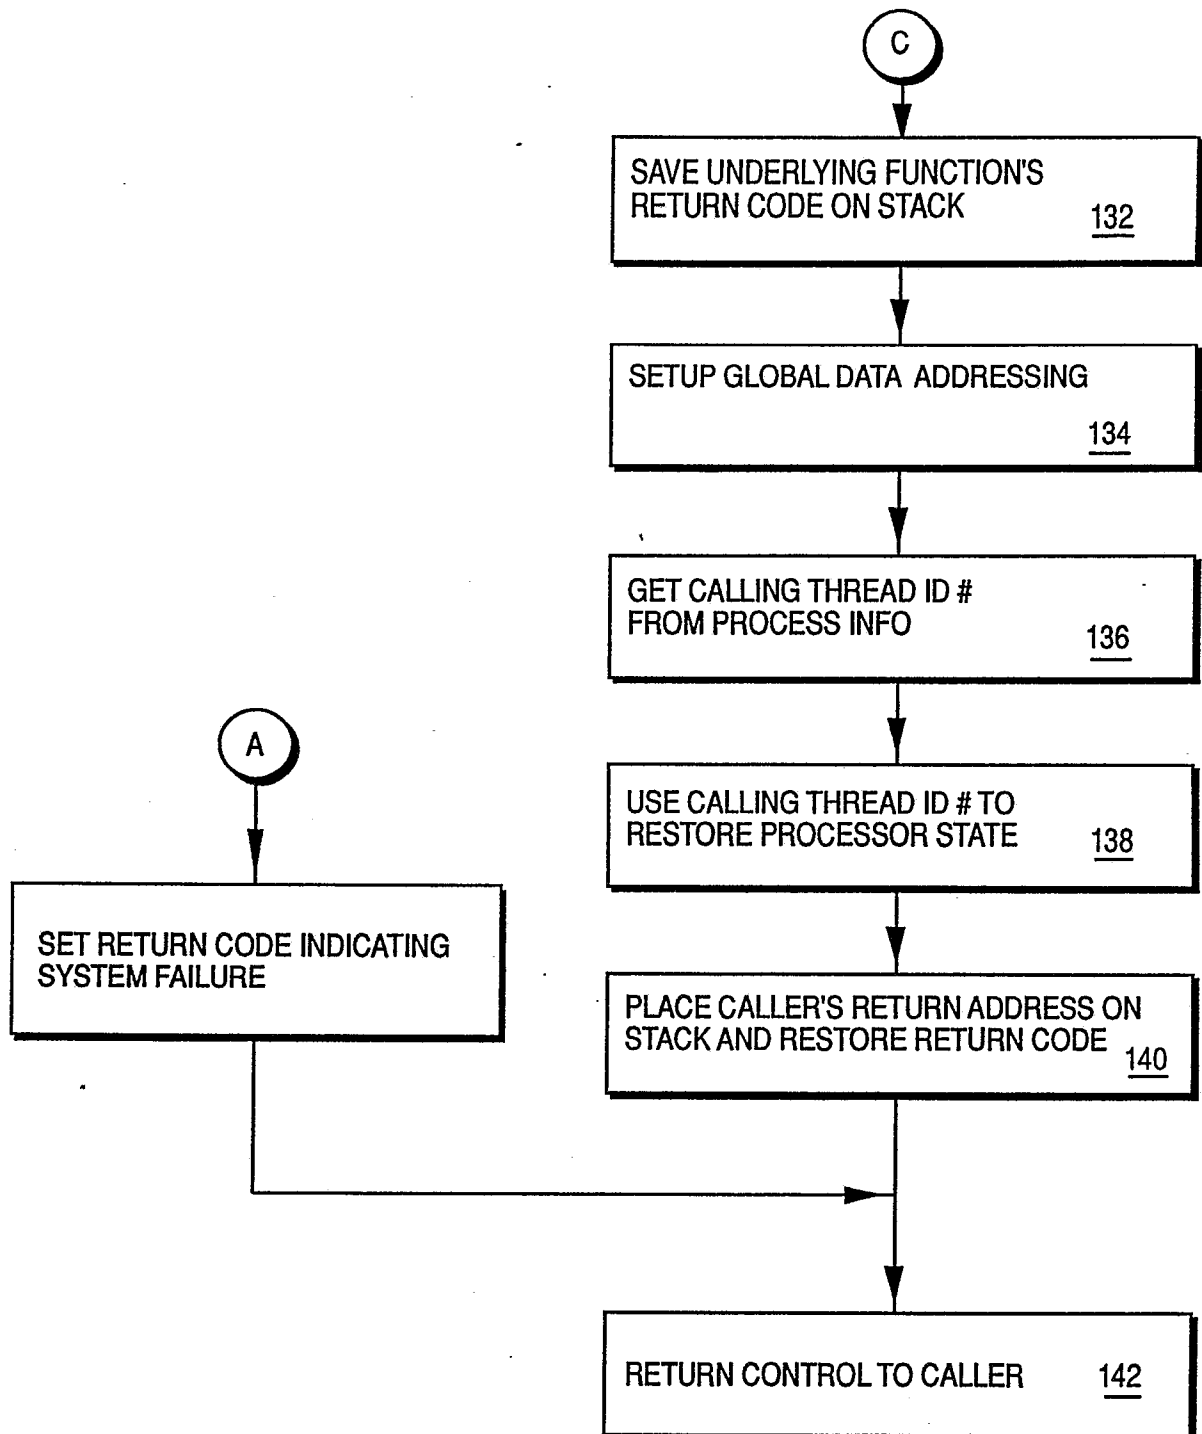 C
SAVE UNDERLYING FUNCTION'S
RETURN CODE ON STACK
132
SETUP GLOBAL DATA ADDRESSING
134
GET CALLING THREAD ID #
FROM PROCESS INFO
136
USE CALLING THREAD ID # TO
RESTORE PROCESSOR STATE
138
A
SET RETURN CODE INDICATING
SYSTEM FAILURE
PLACE CALLER'S RETURN ADDRESS ON
STACK AND RESTORE RETURN CODE
140
RETURN CONTROL TO CALLER
142